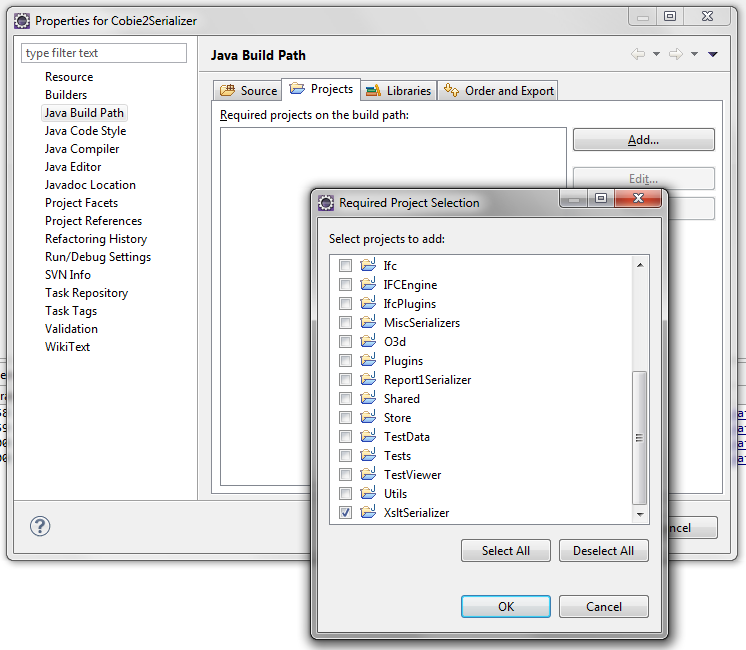 Properties for Cobie2Serializer
type filter text
Resource
Builders
Java Build Path
Java Code Style
Java Compiler
Java Editor
Javadoc Location
Project Facets
Project References
Refactoring History
Run/Debug Settings
SVN Info
Task Repository
Task Tags
Validation
WikiText
Java Build Path
Source Projects Libraries Order and Export
Required projects on the build path:
Add...
Edit...
Required Project Selection
Select projects to add:
Ifc
IFCEngine
IfcPlugins
MiscSerializers
O3d
Plugins
Report1Serializer
Shared
Store
TestData
Tests
TestViewer
Utils
XsltSerializer
Select All Deselect All
OK Cancel
ncel